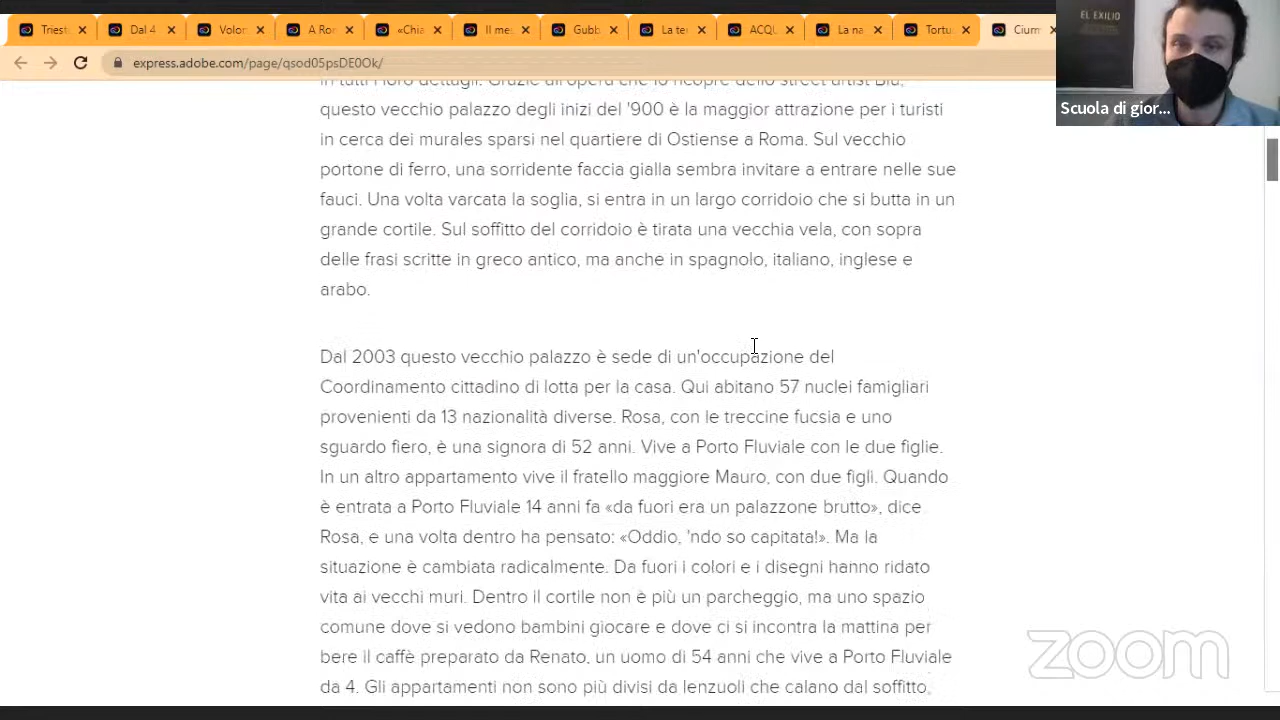 Triest
Dal 4
Volon
A Ro
«Chia
Il me
Gubb
La te
ACQU
La na
Tortu
Cium
EL EXILIO
express.adobe.com/page/qsod05psDE0Ok/
Scuola di gior...
in tutti i loro dettagli. Grazie all'opera che lo ricopre dello street artist Blu,
questo vecchio palazzo degli inizi del '900 è la maggior attrazione per i turisti
in cerca dei murales sparsi nel quartiere di Ostiense a Roma. Sul vecchio
portone di ferro, una sorridente faccia gialla sembra invitare a entrare nelle sue
fauci. Una volta varcata la soglia, si entra in un largo corridoio che si butta in un
grande cortile. Sul soffitto del corridoio è tirata una vecchia vela, con sopra
delle frasi scritte in greco antico, ma anche in spagnolo, italiano, inglese e
arabo.
Dal 2003 questo vecchio palazzo è sede di un'occupazione del
Coordinamento cittadino di lotta per la casa. Qui abitano 57 nuclei famigliari
provenienti da 13 nazionalità diverse. Rosa, con le treccine fucsia e uno
sguardo fiero, è una signora di 52 anni. Vive a Porto Fluviale con le due figlie.
In un altro appartamento vive il fratello maggiore Mauro, con due figli. Quando
è entrata a Porto Fluviale 14 anni fa «da fuori era un palazzone brutto», dice
Rosa, e una volta dentro ha pensato: «Oddio, 'ndo so capitata!». Ma la
situazione è cambiata radicalmente. Da fuori i colori e i disegni hanno ridato
vita ai vecchi muri. Dentro il cortile non è più un parcheggio, ma uno spazio
comune dove si vedono bambini giocare e dove ci si incontra la mattina per
bere il caffè preparato da Renato, un uomo di 54 anni che vive a Porto Fluviale
da 4. Gli appartamenti non sono più divisi da lenzuoli che calano dal soffitto,
zoom